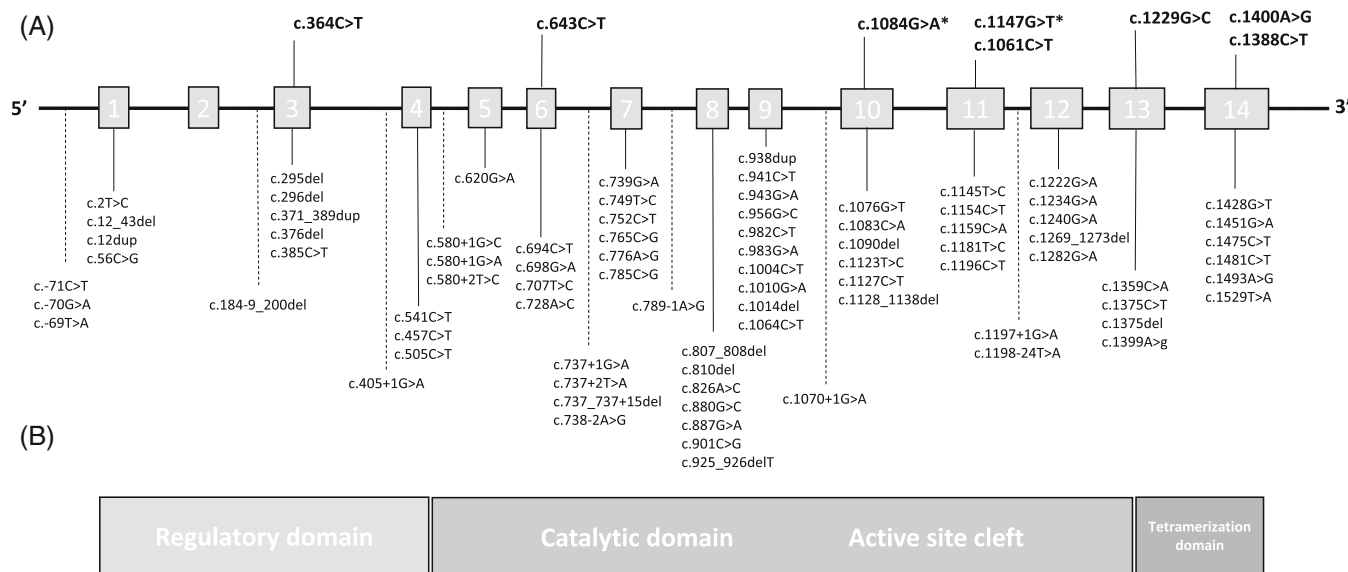 (A)
c.364C>T
c.643C>T
c.1084G>A*
c.1147G>T*
c.1061C>T
c.1229G>C
c.1400A>G
c.1388C>T
5'
1
2
3
4
5
6
7
8
9
10
11
12
13
14
3'
c.-71C>T
c.-70G>A
c.-69T>A
c.2T>C
c.12_43del
c.12dup
c.56C>G
c.184-9_200del
c.295del
c.296del
c.371_389dup
c.376del
c.385C>T
c.405+1G>A
c.541C>T
c.457C>T
c.505C>T
c.580+1G>C
c.580+1G>A
c.580+2T>C
c.620G>A
c.694C>T
c.698G>A
c.707T>C
c.728A>C
c.737+1G>A
c.737+2T>A
c.737_737+15del
c.738-2A>G
c.739G>A
c.749T>C
c.752C>T
c.765C>G
c.776A>G
c.785C>G
c.789-1A>G
c.807_808del
c.810del
c.826A>C
c.880G>C
c.887G>A
c.901C>G
c.925_926delT
c.938dup
c.941C>T
c.943G>A
c.956G>C
c.982C>T
c.983G>A
c.1004C>T
c.1010G>A
c.1014del
c.1064C>T
c.1070+1G>A
c.1076G>T
c.1083C>A
c.1090del
c.1123T>C
c.1127C>T
c.1128_1138del
c.1145T>C
c.1154C>T
c.1159C>A
c.1181T>C
c.1196C>T
c.1197+1G>A
c.1198-24T>A
c.1222G>A
c.1234G>A
c.1240G>A
c.1269_1273del
c.1282G>A
c.1359C>A
c.1375C>T
c.1375del
c.1399A>g
c.1428G>T
c.1451G>A
c.1475C>T
c.1481C>T
c.1493A>G
c.1529T>A
(B)
Regulatory domain
Catalytic domain
Active site cleft
Tetramerization
domain